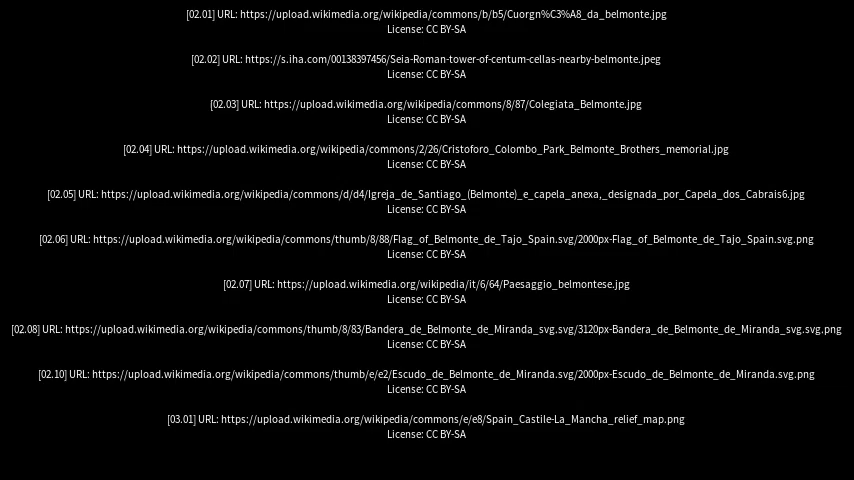 [02.01] URL: https://upload.wikimedia.org/wikipedia/commons/b/b5/Cuorgn%C3%A8_da_belmonte.jpg
License: CC BY-SA
[02.02] URL: https://s.iha.com/00138397456/Seia-Roman-tower-of-centum-cellas-nearby-belmonte.jpeg
License: CC BY-SA
[02.03] URL: https://upload.wikimedia.org/wikipedia/commons/8/87/Colegiata_Belmonte.jpg
License: CC BY-SA
[02.04] URL: https://upload.wikimedia.org/wikipedia/commons/2/26/Cristoforo_Colombo_Park_Belmonte_Brothers_memorial.jpg
License: CC BY-SA
[02.05] URL: https://upload.wikimedia.org/wikipedia/commons/d/d4/Igreja_de_Santiago_(Belmonte)_e_capela_anexa,_designada_por_Capela_dos_Cabrais6.jpg
License: CC BY-SA
[02.06] URL: https://upload.wikimedia.org/wikipedia/commons/thumb/8/88/Flag_of_Belmonte_de_Tajo_Spain.svg/2000px-Flag_of_Belmonte_de_Tajo_Spain.svg.png
License: CC BY-SA
[02.07] URL: https://upload.wikimedia.org/wikipedia/it/6/64/Paesaggio_belmontese.jpg
License: CC BY-SA
[02.08] URL: https://upload.wikimedia.org/wikipedia/commons/thumb/8/83/Bandera_de_Belmonte_de_Miranda_svg.svg/3120px-Bandera_de_Belmonte_de_Miranda_svg.svg.png
License: CC BY-SA
[02.10] URL: https://upload.wikimedia.org/wikipedia/commons/thumb/e/e2/Escudo_de_Belmonte_de_Miranda.svg/2000px-Escudo_de_Belmonte_de_Miranda.svg.png
License: CC BY-SA
[03.01] URL: https://upload.wikimedia.org/wikipedia/commons/e/e8/Spain_Castile-La_Mancha_relief_map.png
License: CC BY-SA